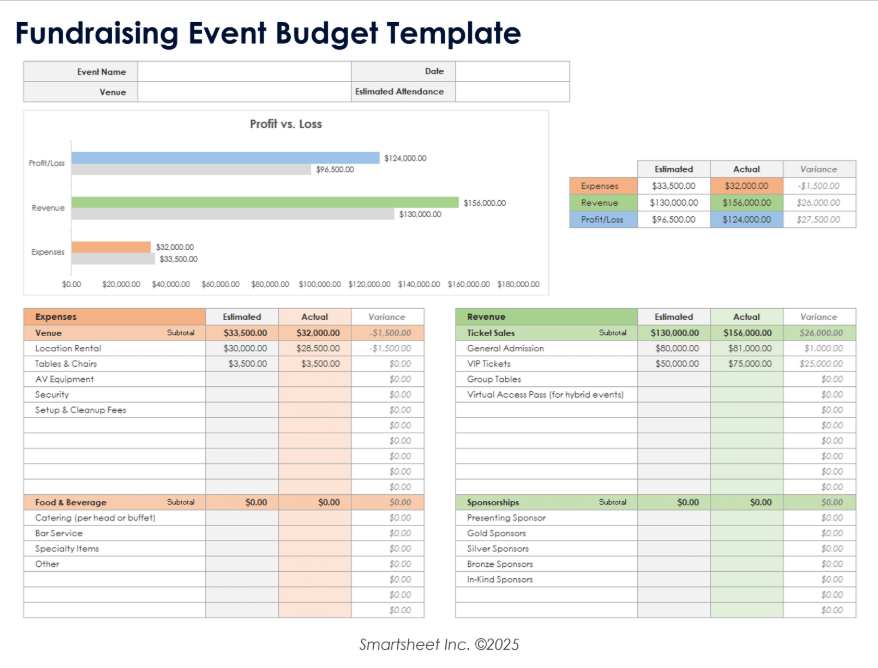 Fundraising Event Budget Template
Event Name Date
Venue Estimated Attendance
Profit vs. Loss
Profit/Loss $124,000.00
$96,500.00
Revenue $156,000.00
$130,000.00
Expenses $32,000.00
$33,500.00
$0.00 $20,000.00 $40,000.00 $60,000.00 $80,000.00 $100,000.00 $120,000.00 $140,000.00 $160,000.00 $180,000.00
Estimated Actual Variance
Expenses $33,500.00 $32,000.00 -$1,500.00
Revenue $130,000.00 $156,000.00 $26,000.00
Profit/Loss $96,500.00 $124,000.00 $27,500.00
Expenses Estimated Actual Variance
Venue Subtotal $33,500.00 $32,000.00 -$1,500.00
Location Rental $30,000.00 $28,500.00 -$1,500.00
Tables & Chairs $3,500.00 $3,500.00 $0.00
AV Equipment $0.00
Security $0.00
Setup & Cleanup Fees $0.00
$0.00
$0.00
$0.00
$0.00
$0.00
Food & Beverage Subtotal $0.00 $0.00 $0.00
Catering (per head or buffet) $0.00
Bar Service $0.00
Specialty Items $0.00
Other $0.00
$0.00
$0.00
$0.00
Revenue Estimated Actual Variance
Ticket Sales Subtotal $130,000.00 $156,000.00 $26,000.00
General Admission $80,000.00 $81,000.00 $1,000.00
VIP Tickets $50,000.00 $75,000.00 $25,000.00
Group Tables $0.00
Virtual Access Pass (for hybrid events) $0.00
$0.00
$0.00
$0.00
$0.00
$0.00
$0.00
Sponsorships Subtotal $0.00 $0.00 $0.00
Presenting Sponsor $0.00
Gold Sponsors $0.00
Silver Sponsors $0.00
Bronze Sponsors $0.00
In-Kind Sponsors $0.00
$0.00
$0.00
Smartsheet Inc. ©2025